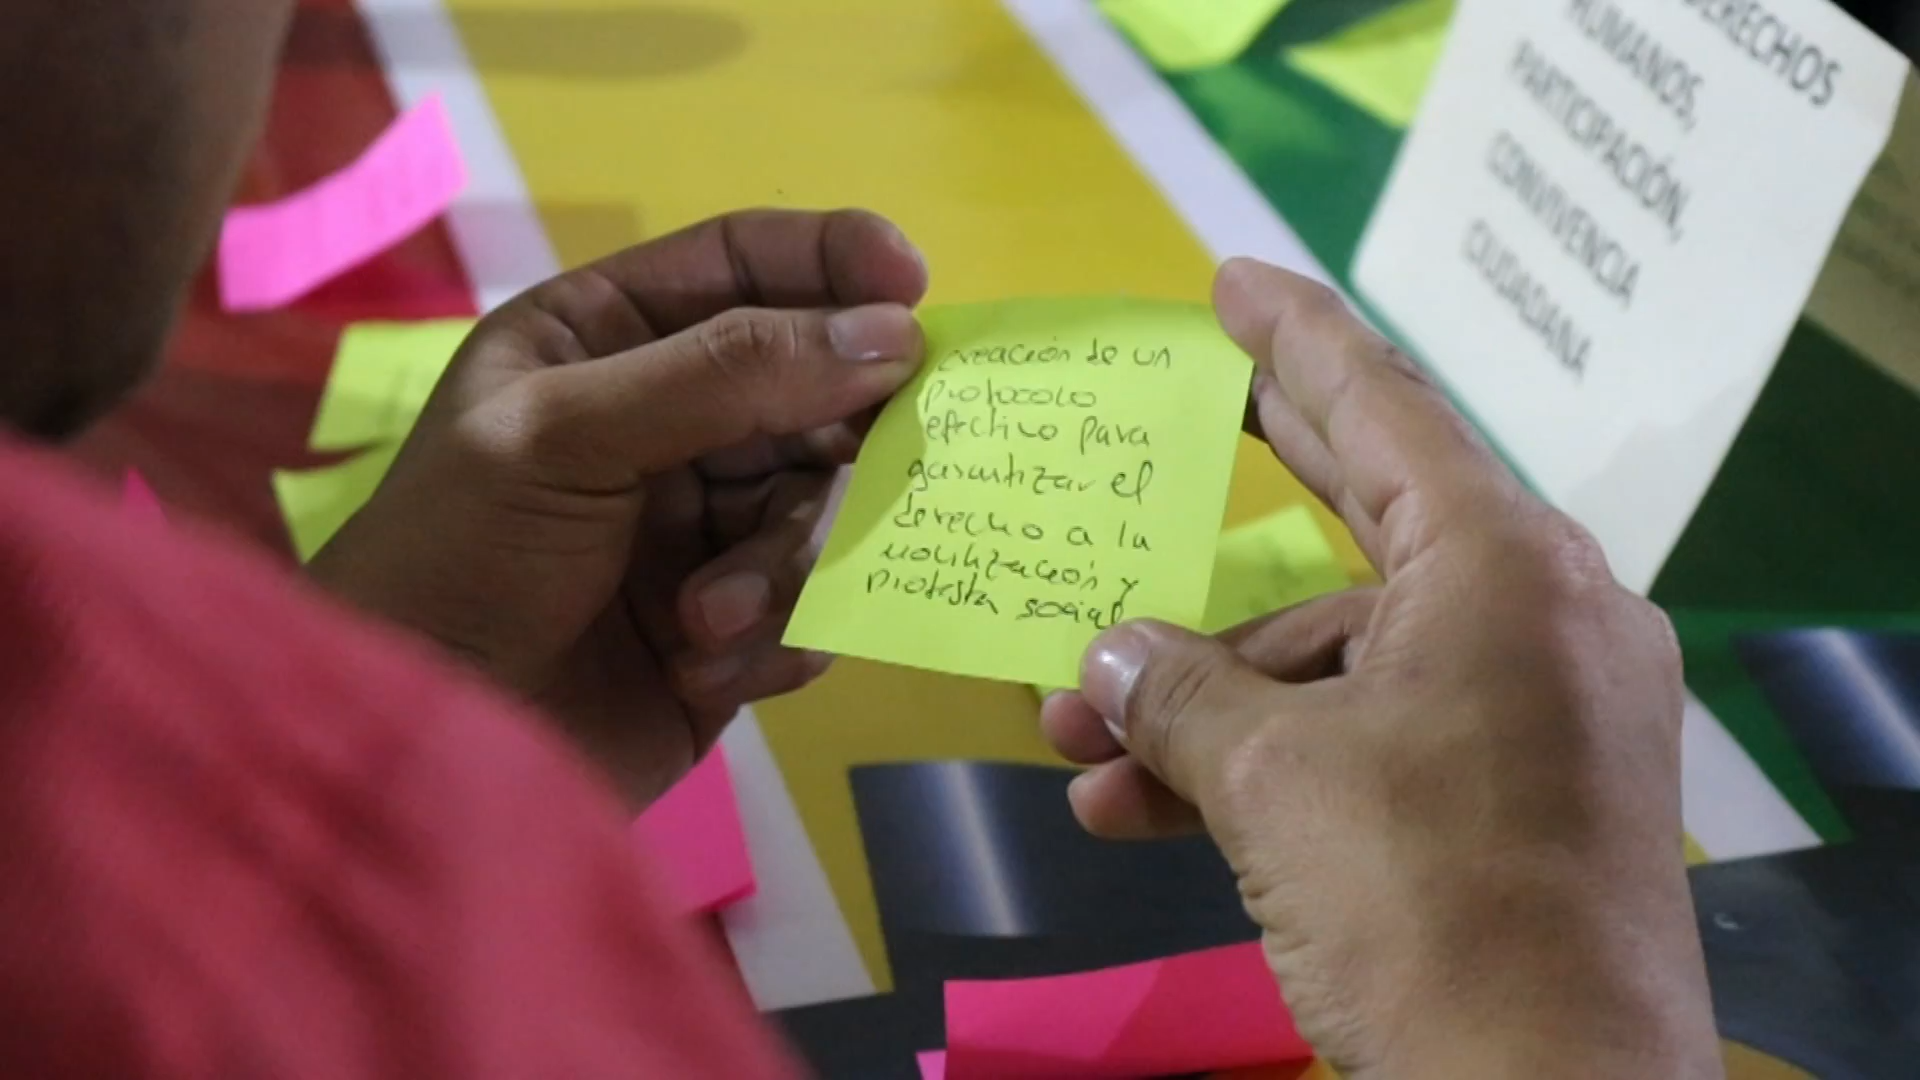 creación de un
protocolo
efectivo para
garantizar el
derecho a la
movilización y
protesta social
DERECHOS
HUMANOS,
PARTICIPACIÓN,
CONVIVENCIA
CIUDADANA